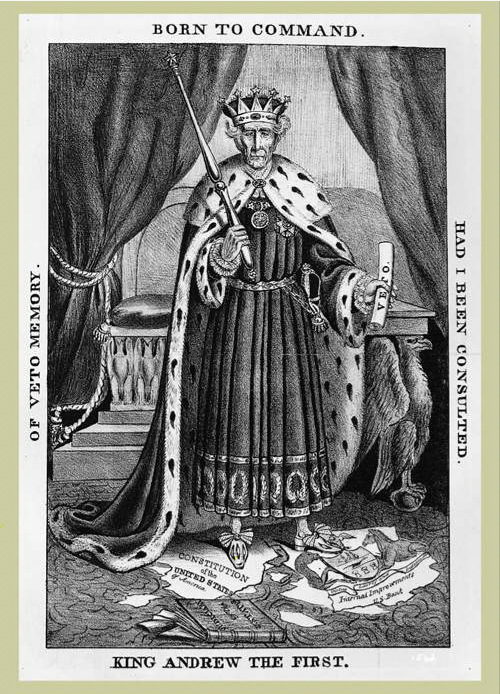 BORN TO COMMAND.
OF VETO MEMORY.
HAD I BEEN CONSULTED.
VETO.
CONSTITUTION
of the
UNITED STATES
of America.
Internal Improvements
U.S. Bank
KING ANDREW THE FIRST.